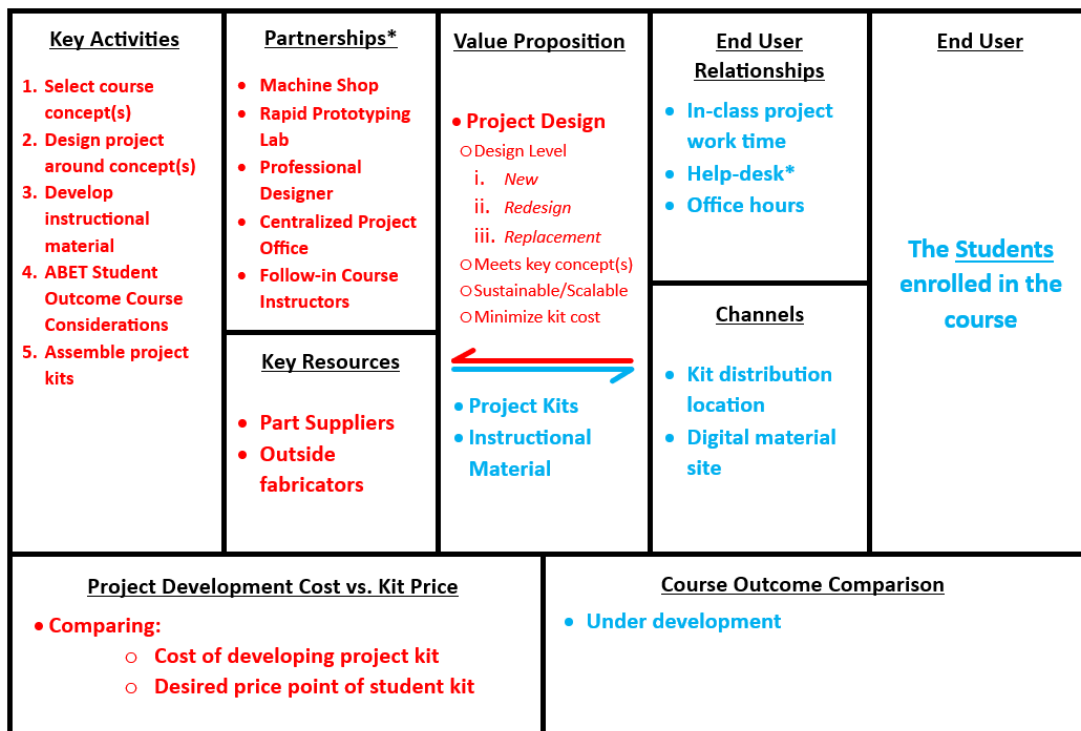 Key Activities
1. Select course
concept(s)
2. Design project
around concept(s)
3. Develop
instructional
material
4. ABET Student
Outcome Course
Considerations
5. Assemble project
kits
Partnerships*
• Machine Shop
• Rapid Prototyping
Lab
• Professional
Designer
• Centralized Project
Office
• Follow-in Course
Instructors
Key Resources
• Part Suppliers
• Outside
fabricators
Value Proposition
• Project Design
○ Design Level
i. New
ii. Redesign
iii. Replacement
○ Meets key concept(s)
○ Sustainable/Scalable
○ Minimize kit cost
• Project Kits
• Instructional
Material
End User
Relationships
• In-class project
work time
• Help-desk*
• Office hours
Channels
• Kit distribution
location
• Digital material
site
End User
The Students
enrolled in the
course
Project Development Cost vs. Kit Price
• Comparing:
○ Cost of developing project kit
○ Desired price point of student kit
Course Outcome Comparison
• Under development